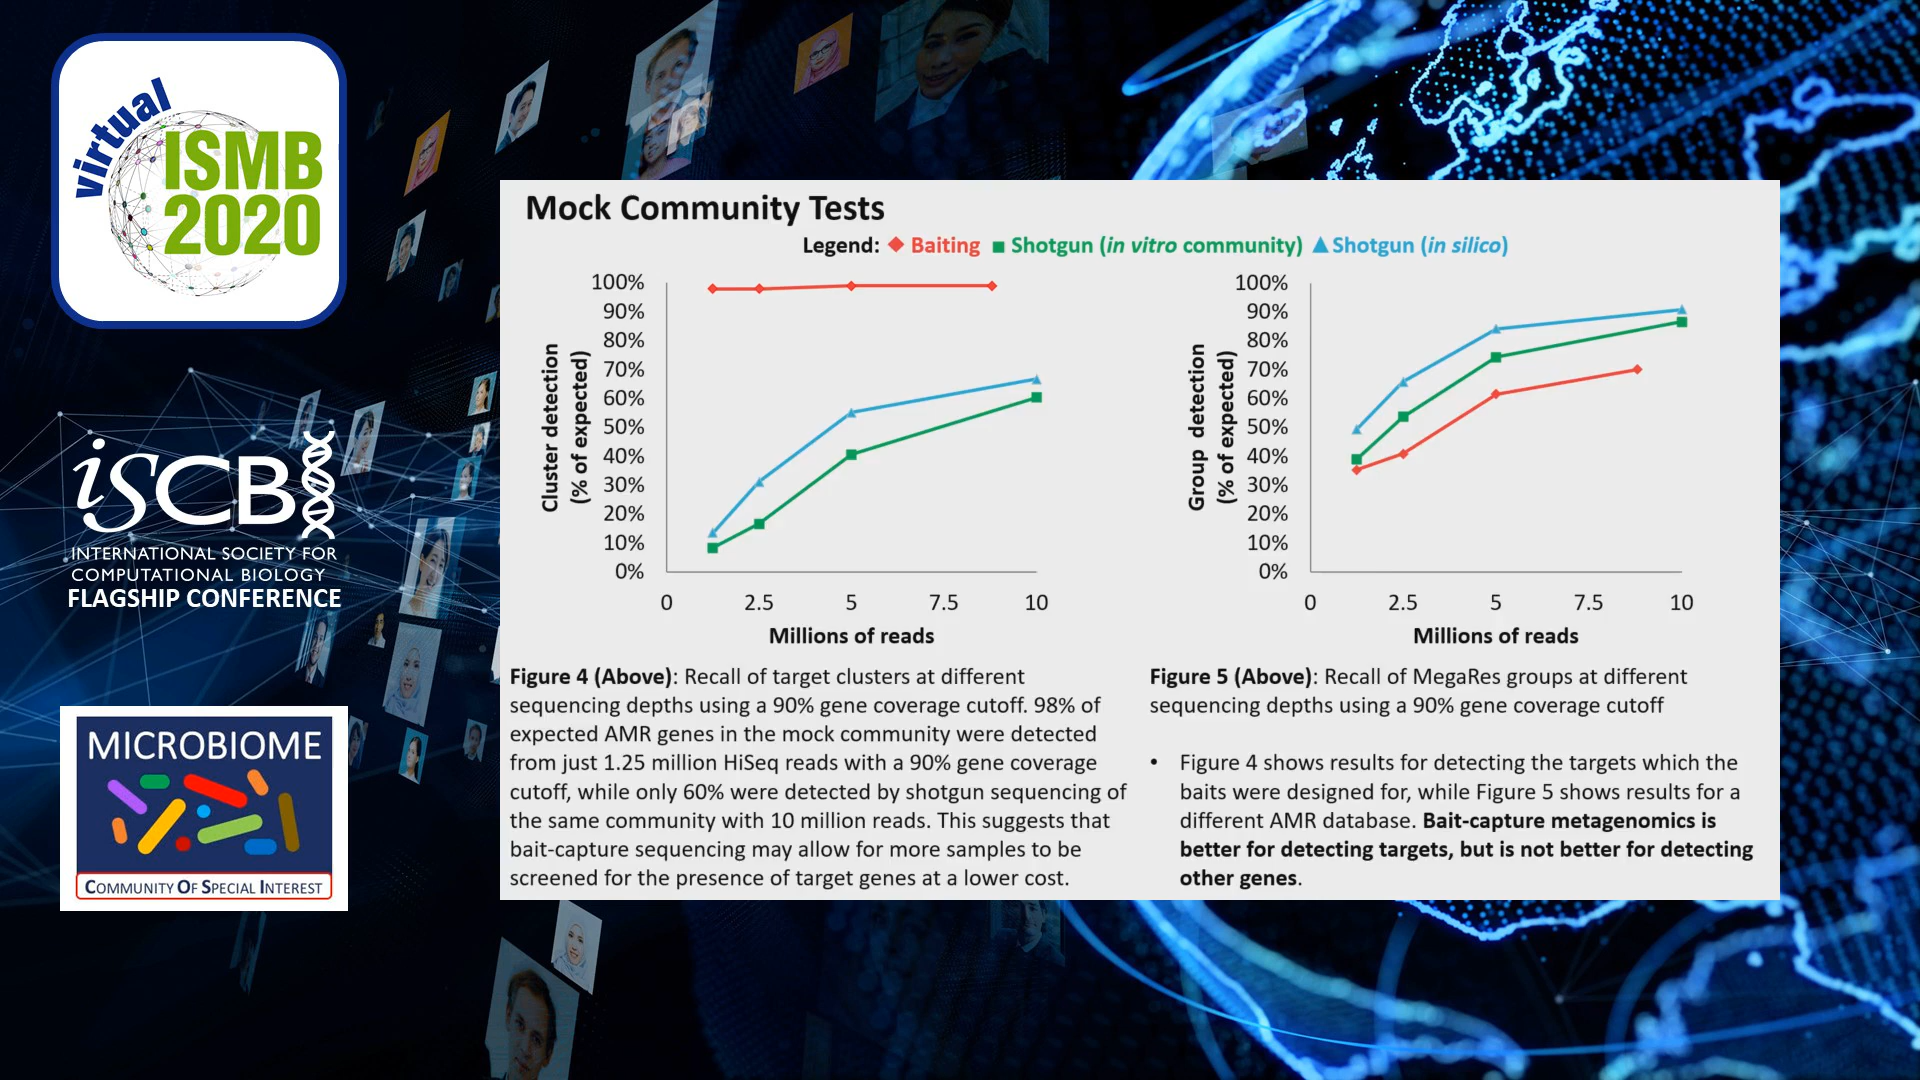 virtual
ISMB
2020
iSCB
INTERNATIONAL SOCIETY FOR
COMPUTATIONAL BIOLOGY
FLAGSHIP CONFERENCE
MICROBIOME
COMMUNITY OF SPECIAL INTEREST
Mock Community Tests
Legend: Baiting Shotgun (in vitro community) Shotgun (in silico)
Cluster detection
(% of expected)
100%
90%
80%
70%
60%
50%
40%
30%
20%
10%
0%
0 2.5 5 7.5 10
Millions of reads
Figure 4 (Above): Recall of target clusters at different
sequencing depths using a 90% gene coverage cutoff. 98% of
expected AMR genes in the mock community were detected
from just 1.25 million HiSeq reads with a 90% gene coverage
cutoff, while only 60% were detected by shotgun sequencing of
the same community with 10 million reads. This suggests that
bait-capture sequencing may allow for more samples to be
screened for the presence of target genes at a lower cost.
Group detection
(% of expected)
100%
90%
80%
70%
60%
50%
40%
30%
20%
10%
0%
0 2.5 5 7.5 10
Millions of reads
Figure 5 (Above): Recall of MegaRes groups at different
sequencing depths using a 90% gene coverage cutoff
• Figure 4 shows results for detecting the targets which the
baits were designed for, while Figure 5 shows results for a
different AMR database. Bait-capture metagenomics is
better for detecting targets, but is not better for detecting
other genes.